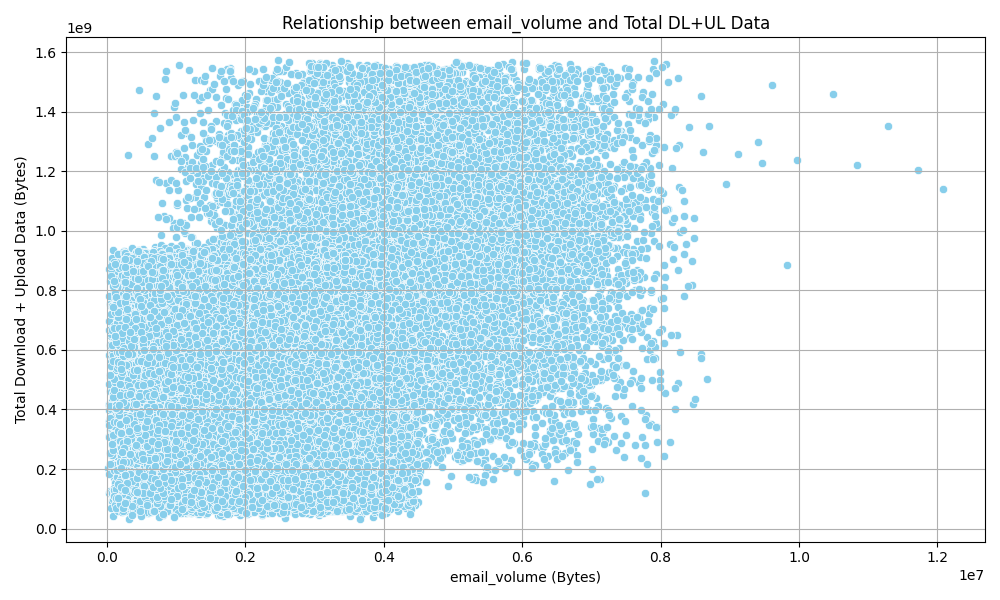 Relationship between email_volume and Total DL+UL Data
1e9
Total Download + Upload Data (Bytes)
1.6
1.4
1.2
1.0
0.8
0.6
0.4
0.2
0.0
0.0 0.2 0.4 0.6 0.8 1.0 1.2
1e7
email_volume (Bytes)